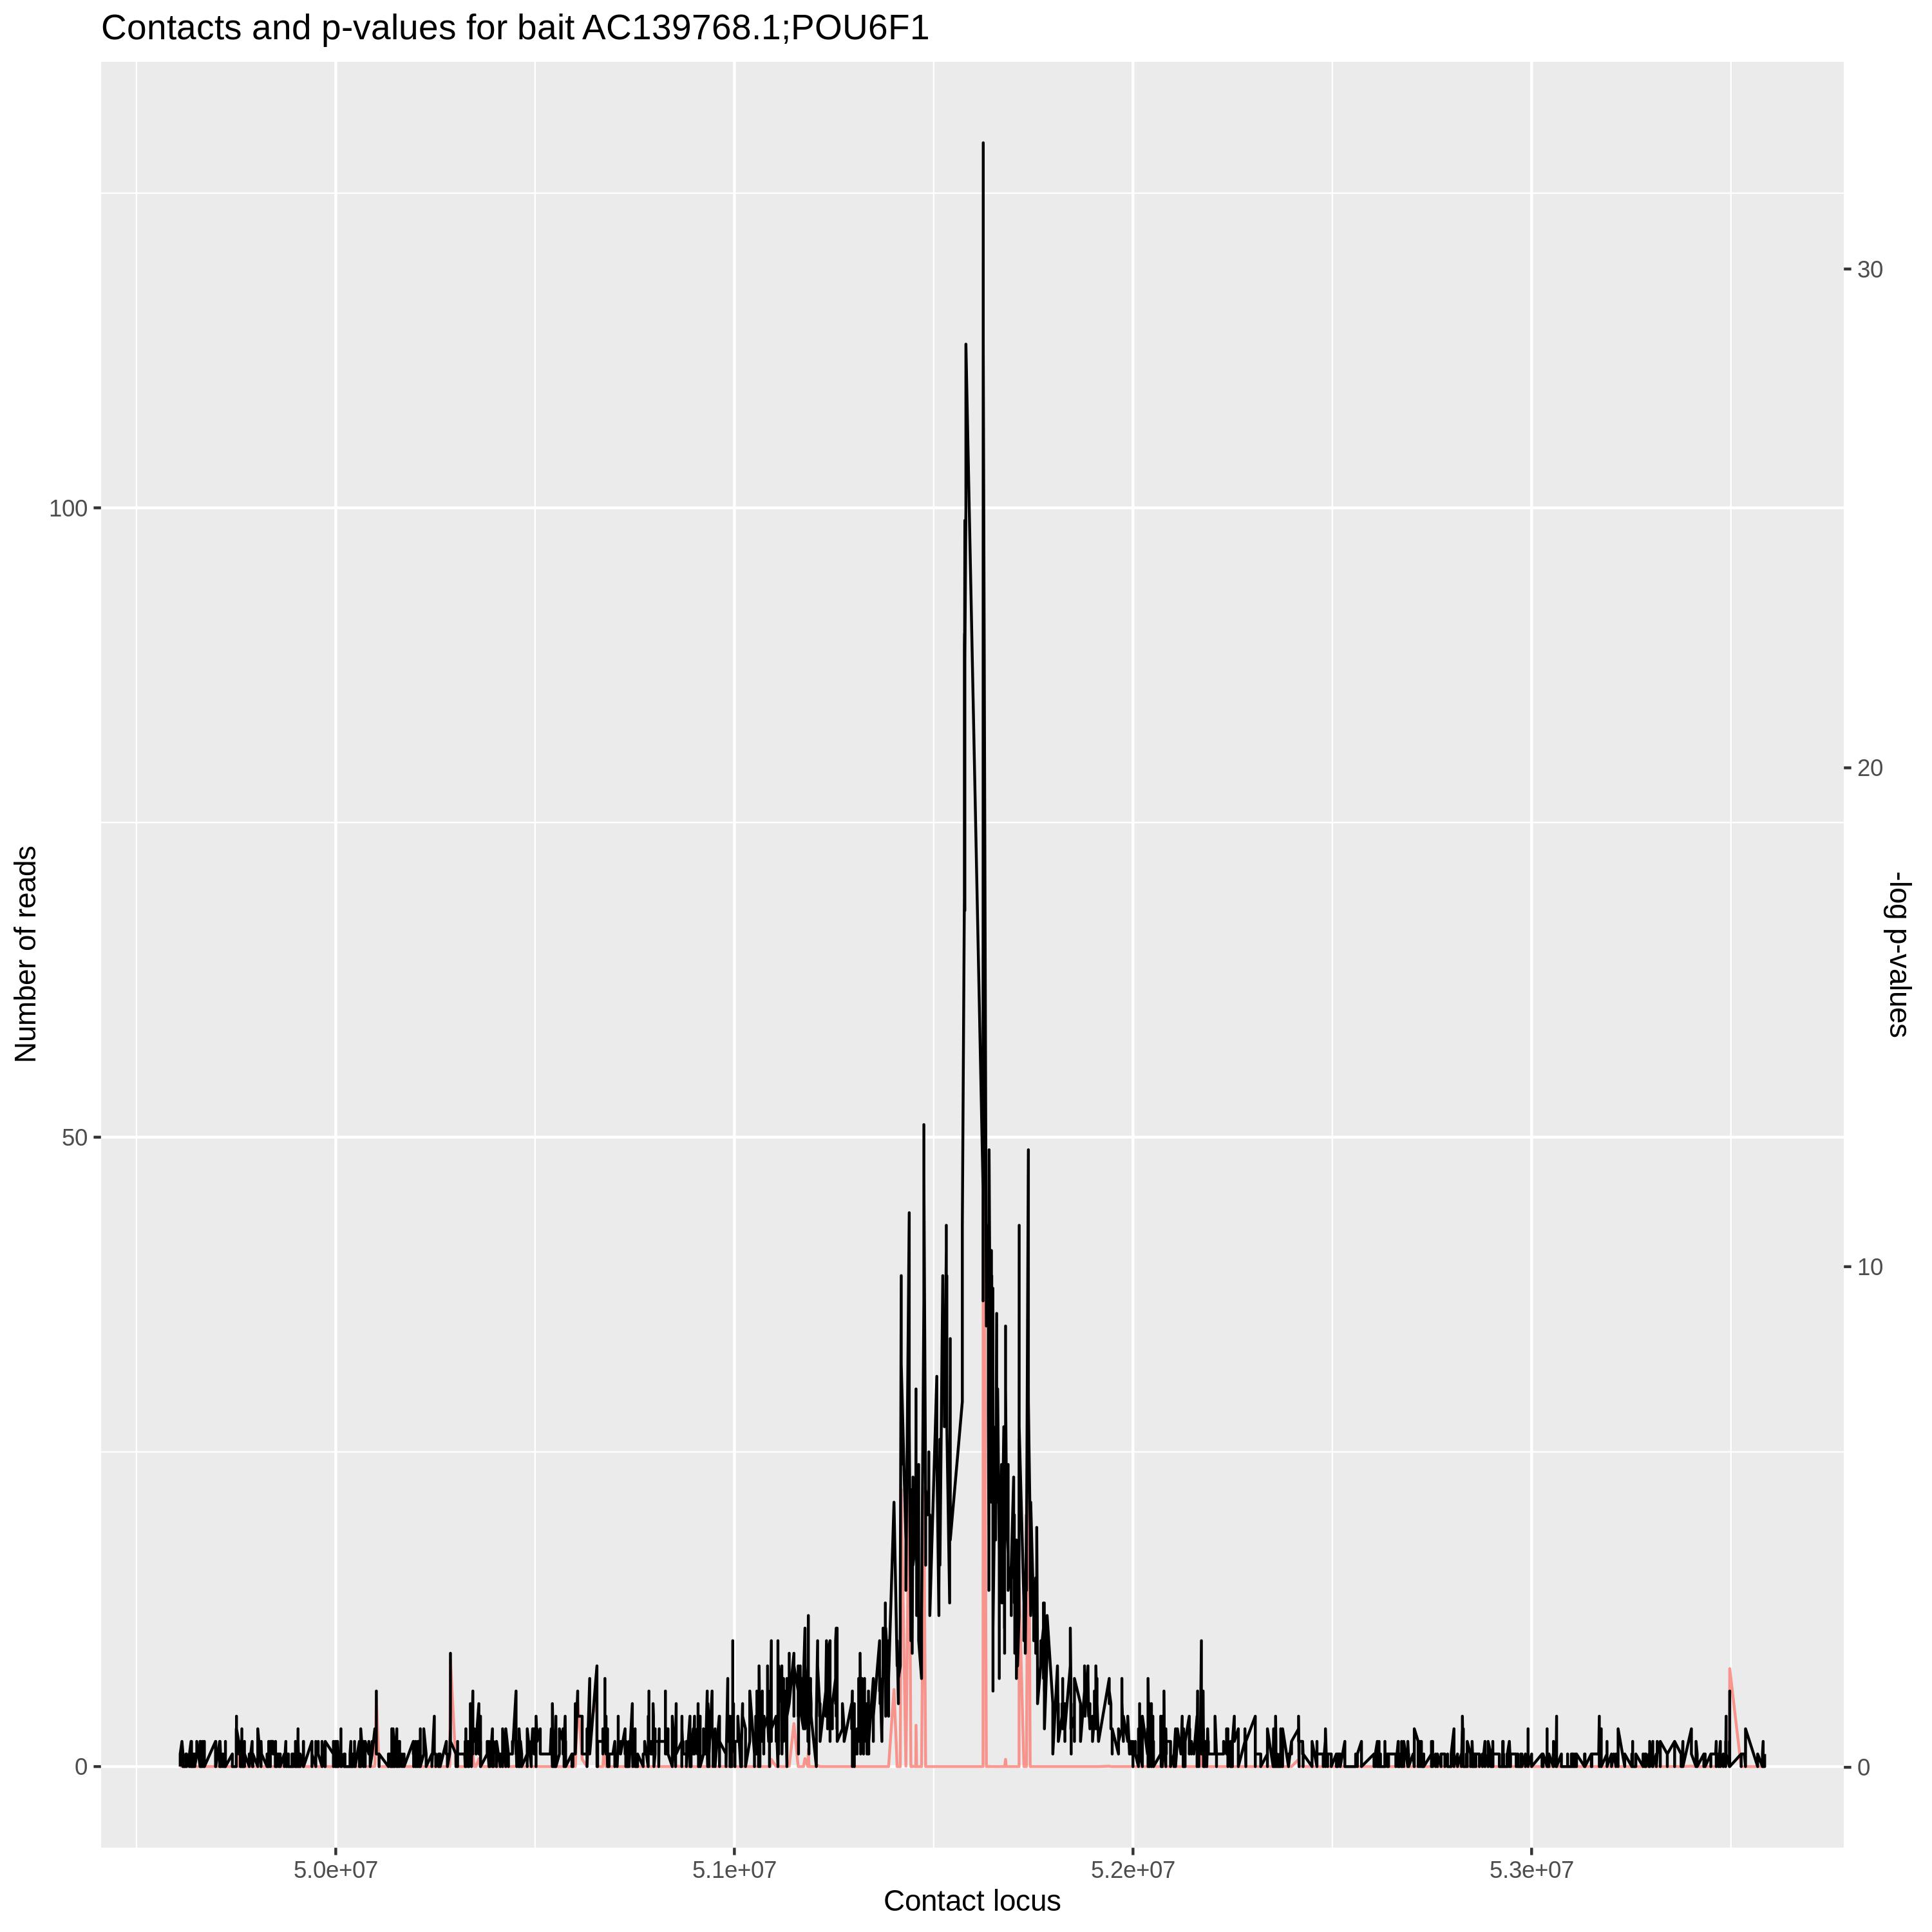 Contacts and p-values for bait AC139768.1;POU6F1
Number of reads
100
50
0
30
20
10
0
-log p-values
5.0e+07
5.1e+07
5.2e+07
5.3e+07
Contact locus